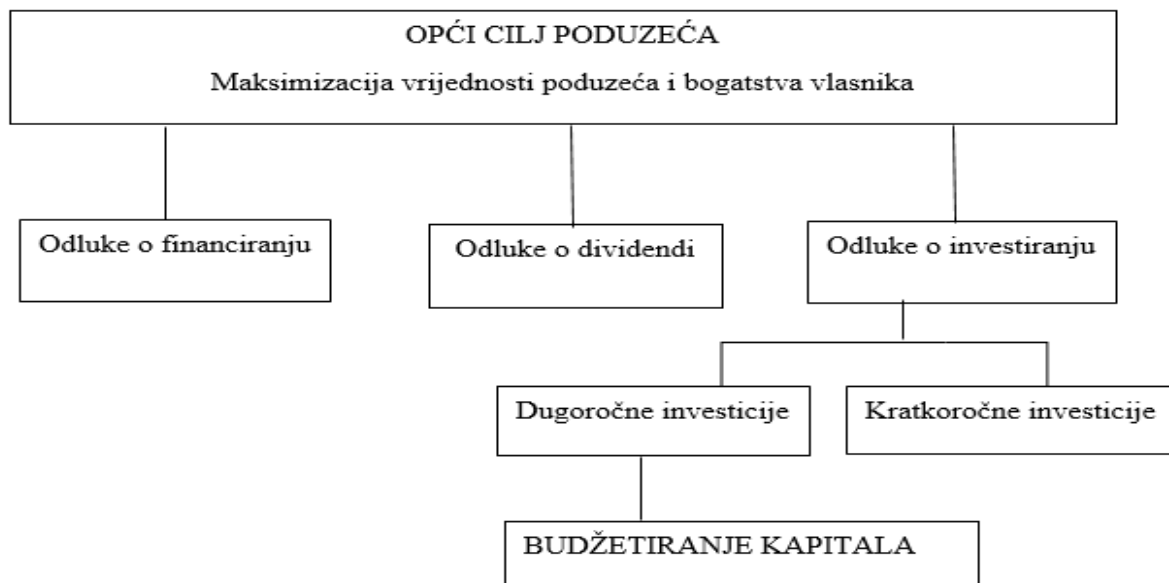 OPĆI CILJ PODUZEĆA
Maksimizacija vrijednosti poduzeća i bogatstva vlasnika
Odluke o financiranju
Odluke o dividendi
Odluke o investiranju
Dugoročne investicije
Kratkoročne investicije
BUDŽETIRANJE KAPITALA